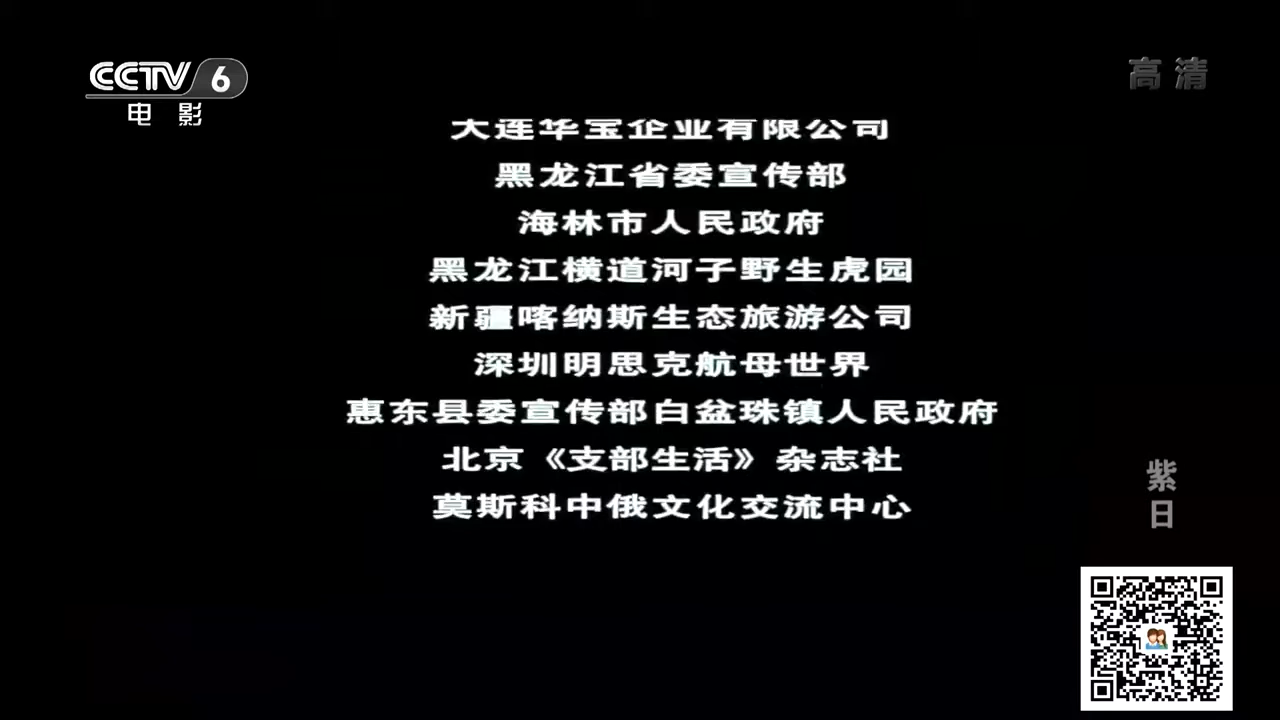 CCTV 6
电影
高清
大连华宝企业有限公司
黑龙江省委宣传部
海林市人民政府
黑龙江横道河子野生虎园
新疆喀纳斯生态旅游公司
深圳明思克航母世界
惠东县委宣传部白盆珠镇人民政府
北京《支部生活》杂志社
莫斯科中俄文化交流中心
紫日